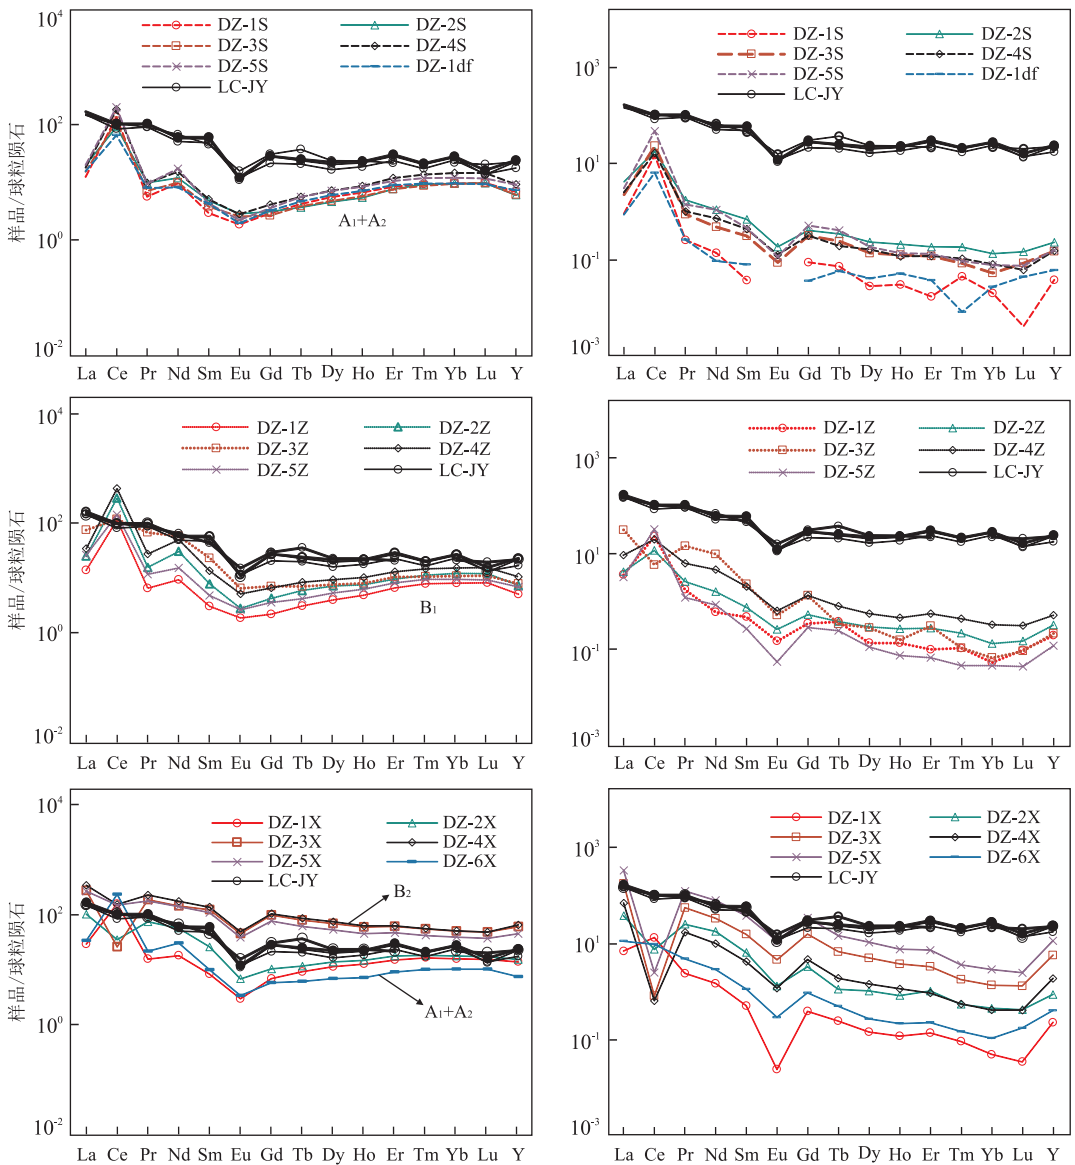 10⁴
10²
10⁰
10⁻²
样品/球粒陨石
DZ-1S DZ-2S
DZ-3S DZ-4S
DZ-5S DZ-1df
LC-JY
A₁+A₂
La Ce Pr Nd Sm Eu Gd Tb Dy Ho Er Tm Yb Lu Y
10³
10¹
10⁻¹
10⁻³
DZ-1S DZ-2S
DZ-3S DZ-4S
DZ-5S DZ-1df
LC-JY
La Ce Pr Nd Sm Eu Gd Tb Dy Ho Er Tm Yb Lu Y
10⁴
10²
10⁰
10⁻²
样品/球粒陨石
DZ-1Z DZ-2Z
DZ-3Z DZ-4Z
DZ-5Z LC-JY
B₁
La Ce Pr Nd Sm Eu Gd Tb Dy Ho Er Tm Yb Lu Y
10³
10¹
10⁻¹
10⁻³
DZ-1Z DZ-2Z
DZ-3Z DZ-4Z
DZ-5Z LC-JY
La Ce Pr Nd Sm Eu Gd Tb Dy Ho Er Tm Yb Lu Y
10⁴
10²
10⁰
10⁻²
样品/球粒陨石
DZ-1X DZ-2X
DZ-3X DZ-4X
DZ-5X DZ-6X
LC-JY
B₂
A₁+A₂
La Ce Pr Nd Sm Eu Gd Tb Dy Ho Er Tm Yb Lu Y
10³
10¹
10⁻¹
10⁻³
DZ-1X DZ-2X
DZ-3X DZ-4X
DZ-5X DZ-6X
LC-JY
La Ce Pr Nd Sm Eu Gd Tb Dy Ho Er Tm Yb Lu Y